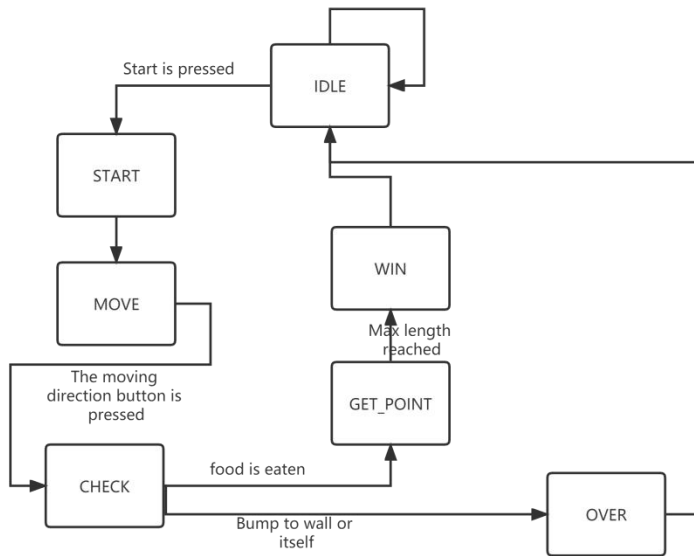 Start is pressed
IDLE
START
WIN
MOVE
Max length
reached
The moving
direction button is
pressed
GET_POINT
food is eaten
CHECK
OVER
Bump to wall or
itself